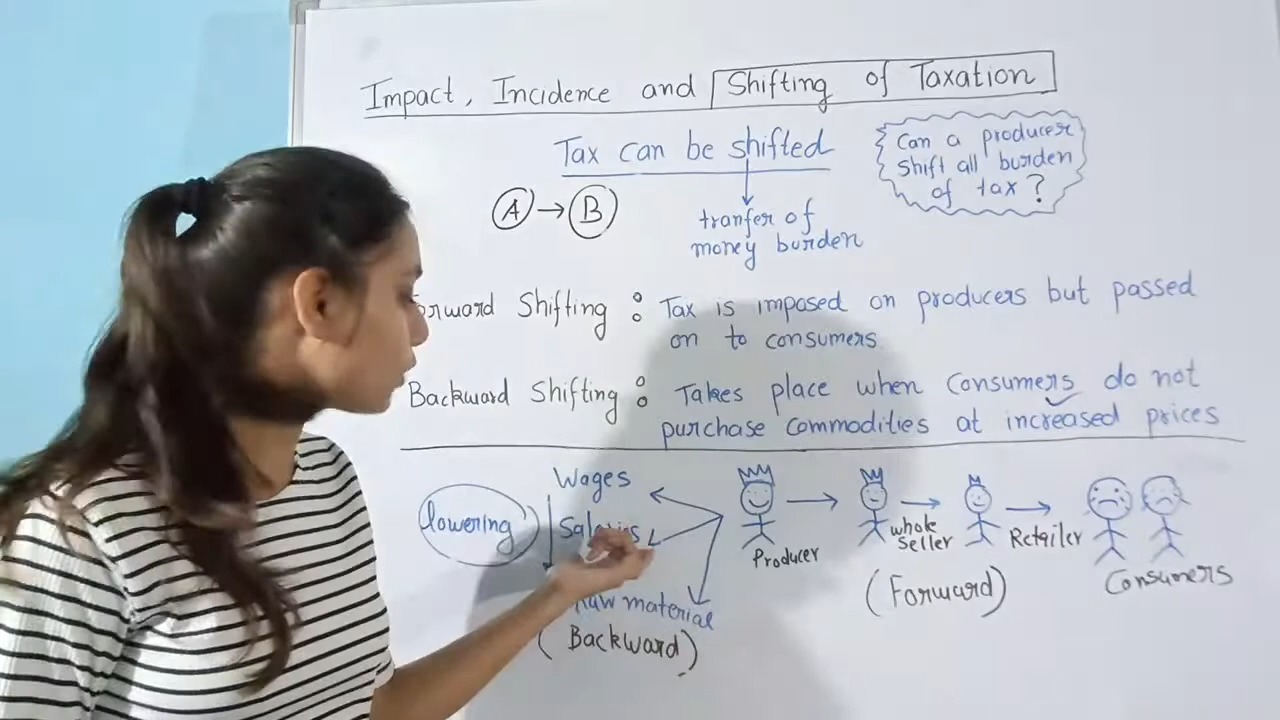 Impact, Incidence and Shifting of Taxation
Tax can be shifted
Can a producer
shift all burden
of tax?
A → B
tranfer of
money burden
orward Shifting : Tax is imposed on producers but passed
on to consumers
Backward Shifting : Takes place when consumers do not
purchase commodities at increased prices
Wages
lowering
whole
seller
Producer
Retailer
Consumers
(Forward)
material
(Backward)